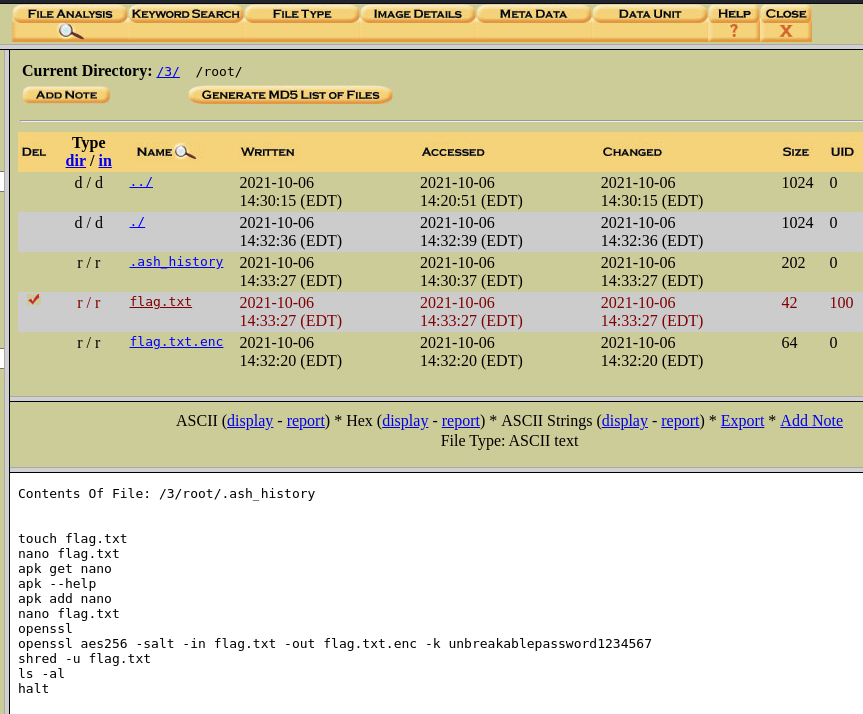 FILE ANALYSIS KEYWORD SEARCH FILE TYPE IMAGE DETAILS META DATA DATA UNIT HELP CLOSE
? X
Current Directory: /3/ /root/
ADD NOTE GENERATE MD5 LIST OF FILES
DEL Type NAME WRITTEN ACCESSED CHANGED SIZE UID
dir / in
d / d ../ 2021-10-06 2021-10-06 2021-10-06 1024 0
14:30:15 (EDT) 14:20:51 (EDT) 14:30:15 (EDT)
d / d ./ 2021-10-06 2021-10-06 2021-10-06 1024 0
14:32:36 (EDT) 14:32:39 (EDT) 14:32:36 (EDT)
r / r .ash_history 2021-10-06 2021-10-06 2021-10-06 202 0
14:33:27 (EDT) 14:30:37 (EDT) 14:33:27 (EDT)
r / r flag.txt 2021-10-06 2021-10-06 2021-10-06 42 100
14:33:27 (EDT) 14:33:27 (EDT) 14:33:27 (EDT)
r / r flag.txt.enc 2021-10-06 2021-10-06 2021-10-06 64 0
14:32:20 (EDT) 14:32:20 (EDT) 14:32:20 (EDT)
ASCII (display - report) * Hex (display - report) * ASCII Strings (display - report) * Export * Add Note
File Type: ASCII text
Contents Of File: /3/root/.ash_history
touch flag.txt
nano flag.txt
apk get nano
apk --help
apk add nano
nano flag.txt
openssl
openssl aes256 -salt -in flag.txt -out flag.txt.enc -k unbreakablepassword1234567
shred -u flag.txt
ls -al
halt